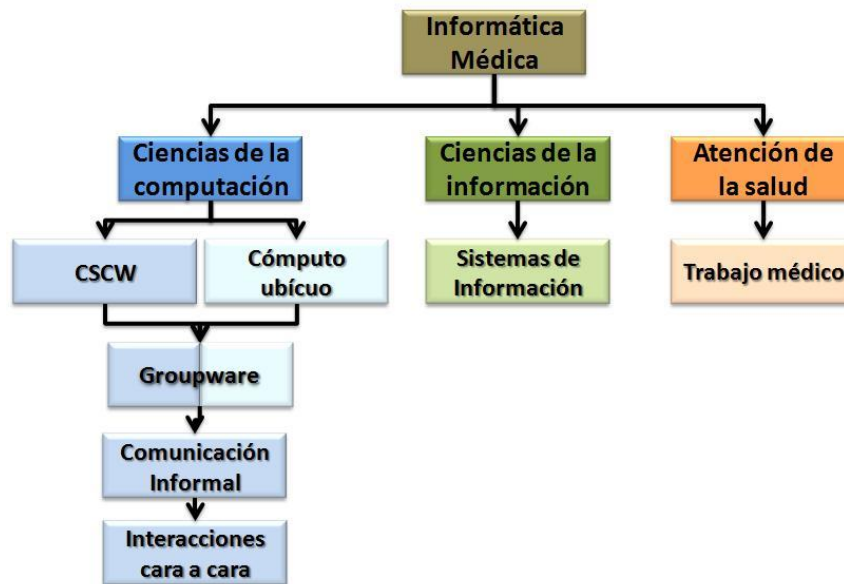 Informática
Médica
Ciencias de la
computación
Ciencias de la
información
Atención de
la salud
CSCW
Cómputo
ubícuo
Sistemas de
Información
Trabajo médico
Groupware
Comunicación
Informal
Interacciones
cara a cara